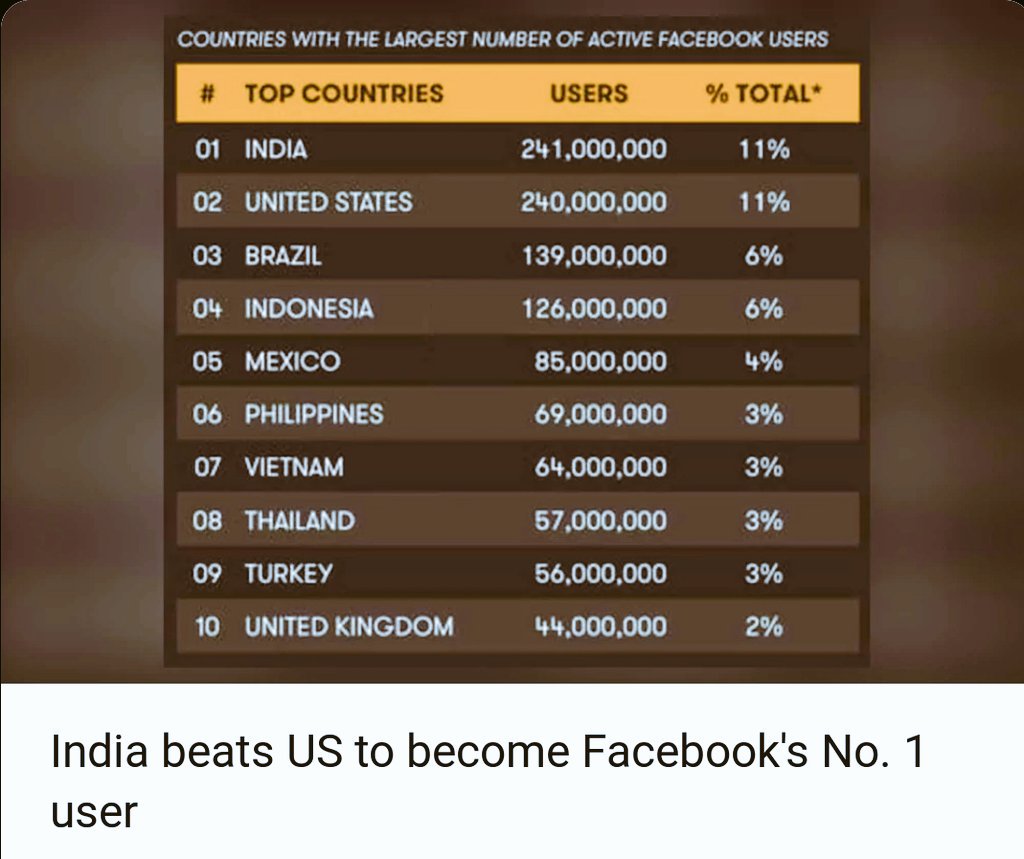 COUNTRIES WITH THE LARGEST NUMBER OF ACTIVE FACEBOOK USERS
# TOP COUNTRIES USERS % TOTAL*
01 INDIA 241,000,000 11%
02 UNITED STATES 240,000,000 11%
03 BRAZIL 139,000,000 6%
04 INDONESIA 126,000,000 6%
05 MEXICO 85,000,000 4%
06 PHILIPPINES 69,000,000 3%
07 VIETNAM 64,000,000 3%
08 THAILAND 57,000,000 3%
09 TURKEY 56,000,000 3%
10 UNITED KINGDOM 44,000,000 2%
India beats US to become Facebook's No. 1
user